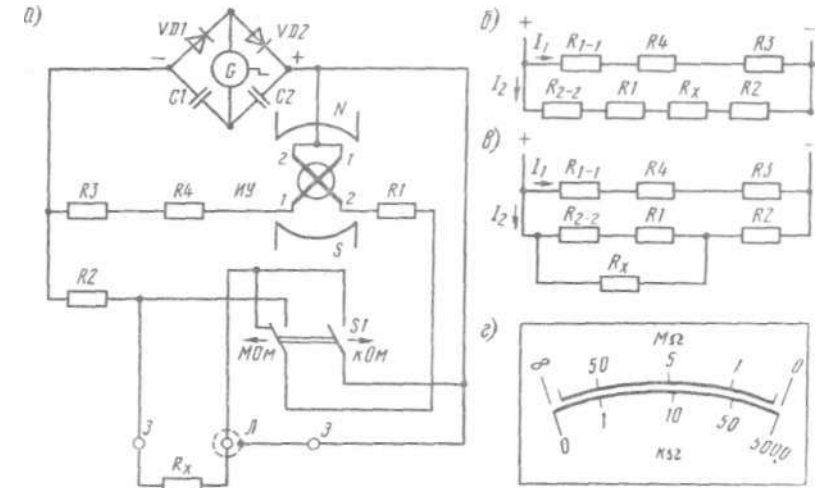 а)
VD1
VD2
−
+
G
C1
C2
N
2
1
1
2
R3
R4
ИУ
R1
S
R2
S1
МОм
кОм
З
Л
Э
Rx
б)
+
−
I1
R1-1
R4
R3
I2
R2-2
R1
Rx
R2
в)
+
−
I1
R1-1
R4
R3
I2
R2-2
R1
R2
Rx
г)
MΩ
∞ 50 5 1 0
0 1 10 50 5000
кΩ